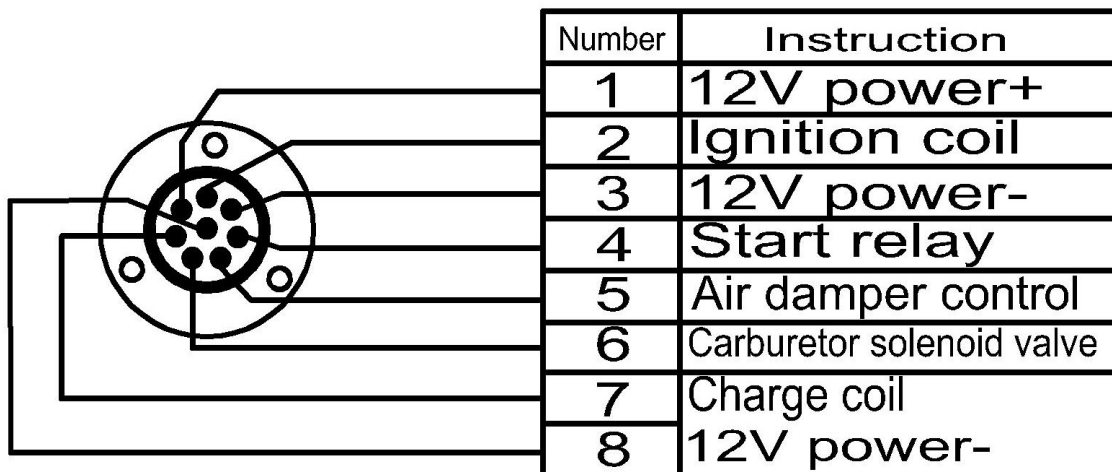 Number Instruction
1 12V power+
2 Ignition coil
3 12V power-
4 Start relay
5 Air damper control
6 Carburetor solenoid valve
7 Charge coil
8 12V power-